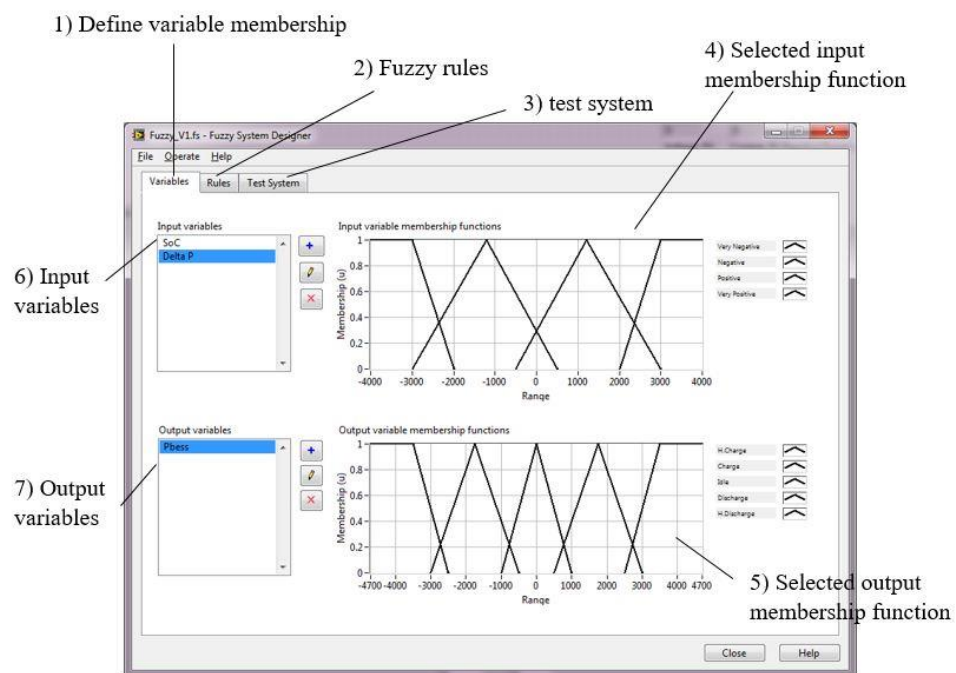 1) Define variable membership
2) Fuzzy rules
3) test system
4) Selected input
membership function
Fuzzy_V1.fs - Fuzzy System Designer
File Operate Help
Variables Rules Test System
Input variables
SoC
Delta P
Input variable membership functions
Membership (u)
1
0.8
0.6
0.4
0.2
0
-4000 -3000 -2000 -1000 0 1000 2000 3000 4000
Range
Very Negative
Negative
Positive
Very Positive
6) Input
variables
Output variables
Pbess
Output variable membership functions
Membership (u)
1
0.8
0.6
0.4
0.2
0
-4700 -4000 -3000 -2000 -1000 0 1000 2000 3000 4000 4700
Range
H.Charge
Charge
Idle
Discharge
H.Discharge
7) Output
variables
5) Selected output
membership function
Close Help